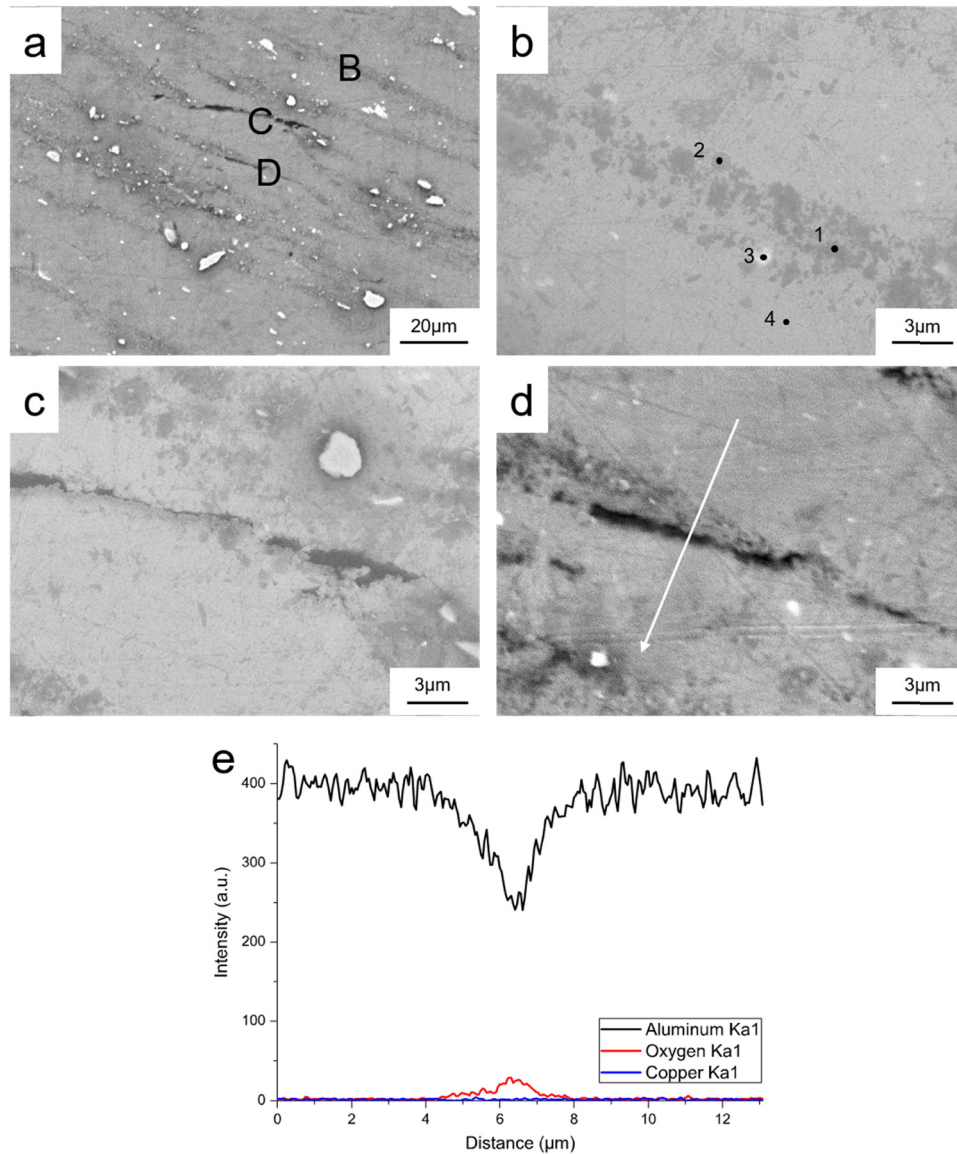 a
B
C
D
20μm
b
2
1
3
4
3μm
c
3μm
d
3μm
e
400
300
200
100
0
Intensity (a.u.)
0 2 4 6 8 10 12
Distance (μm)
Aluminum Ka1
Oxygen Ka1
Copper Ka1